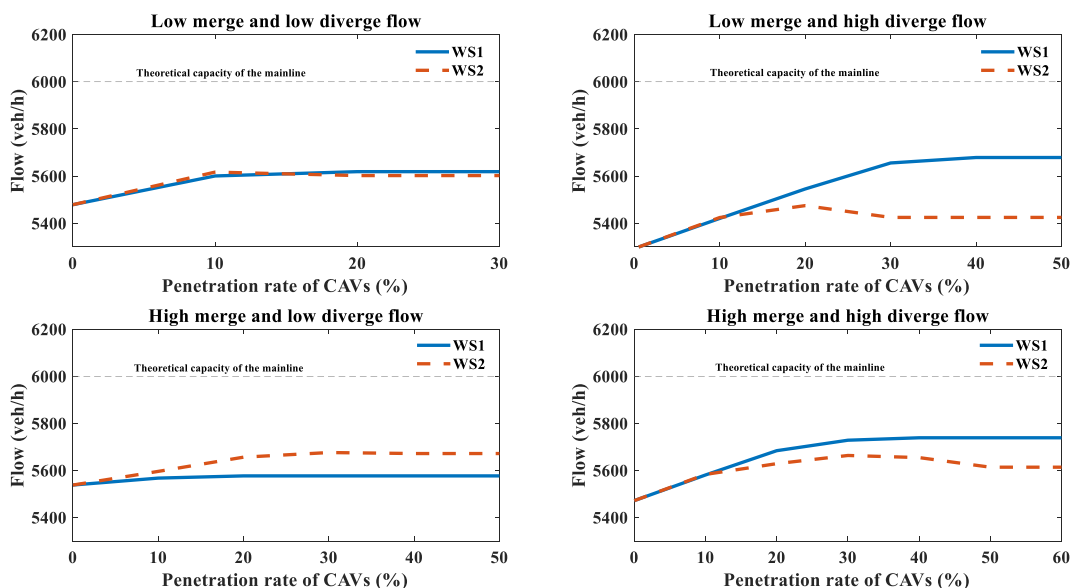 Low merge and low diverge flow
6200
6000
5800
5600
5400
Flow (veh/h)
WS1
WS2
Theoretical capacity of the mainline
0 10 20 30
Penetration rate of CAVs (%)
Low merge and high diverge flow
6200
6000
5800
5600
5400
Flow (veh/h)
WS1
WS2
Theoretical capacity of the mainline
0 10 20 30 40 50
Penetration rate of CAVs (%)
High merge and low diverge flow
6200
6000
5800
5600
5400
Flow (veh/h)
WS1
WS2
Theoretical capacity of the mainline
0 10 20 30 40 50
Penetration rate of CAVs (%)
High merge and high diverge flow
6200
6000
5800
5600
5400
Flow (veh/h)
WS1
WS2
Theoretical capacity of the mainline
0 10 20 30 40 50 60
Penetration rate of CAVs (%)